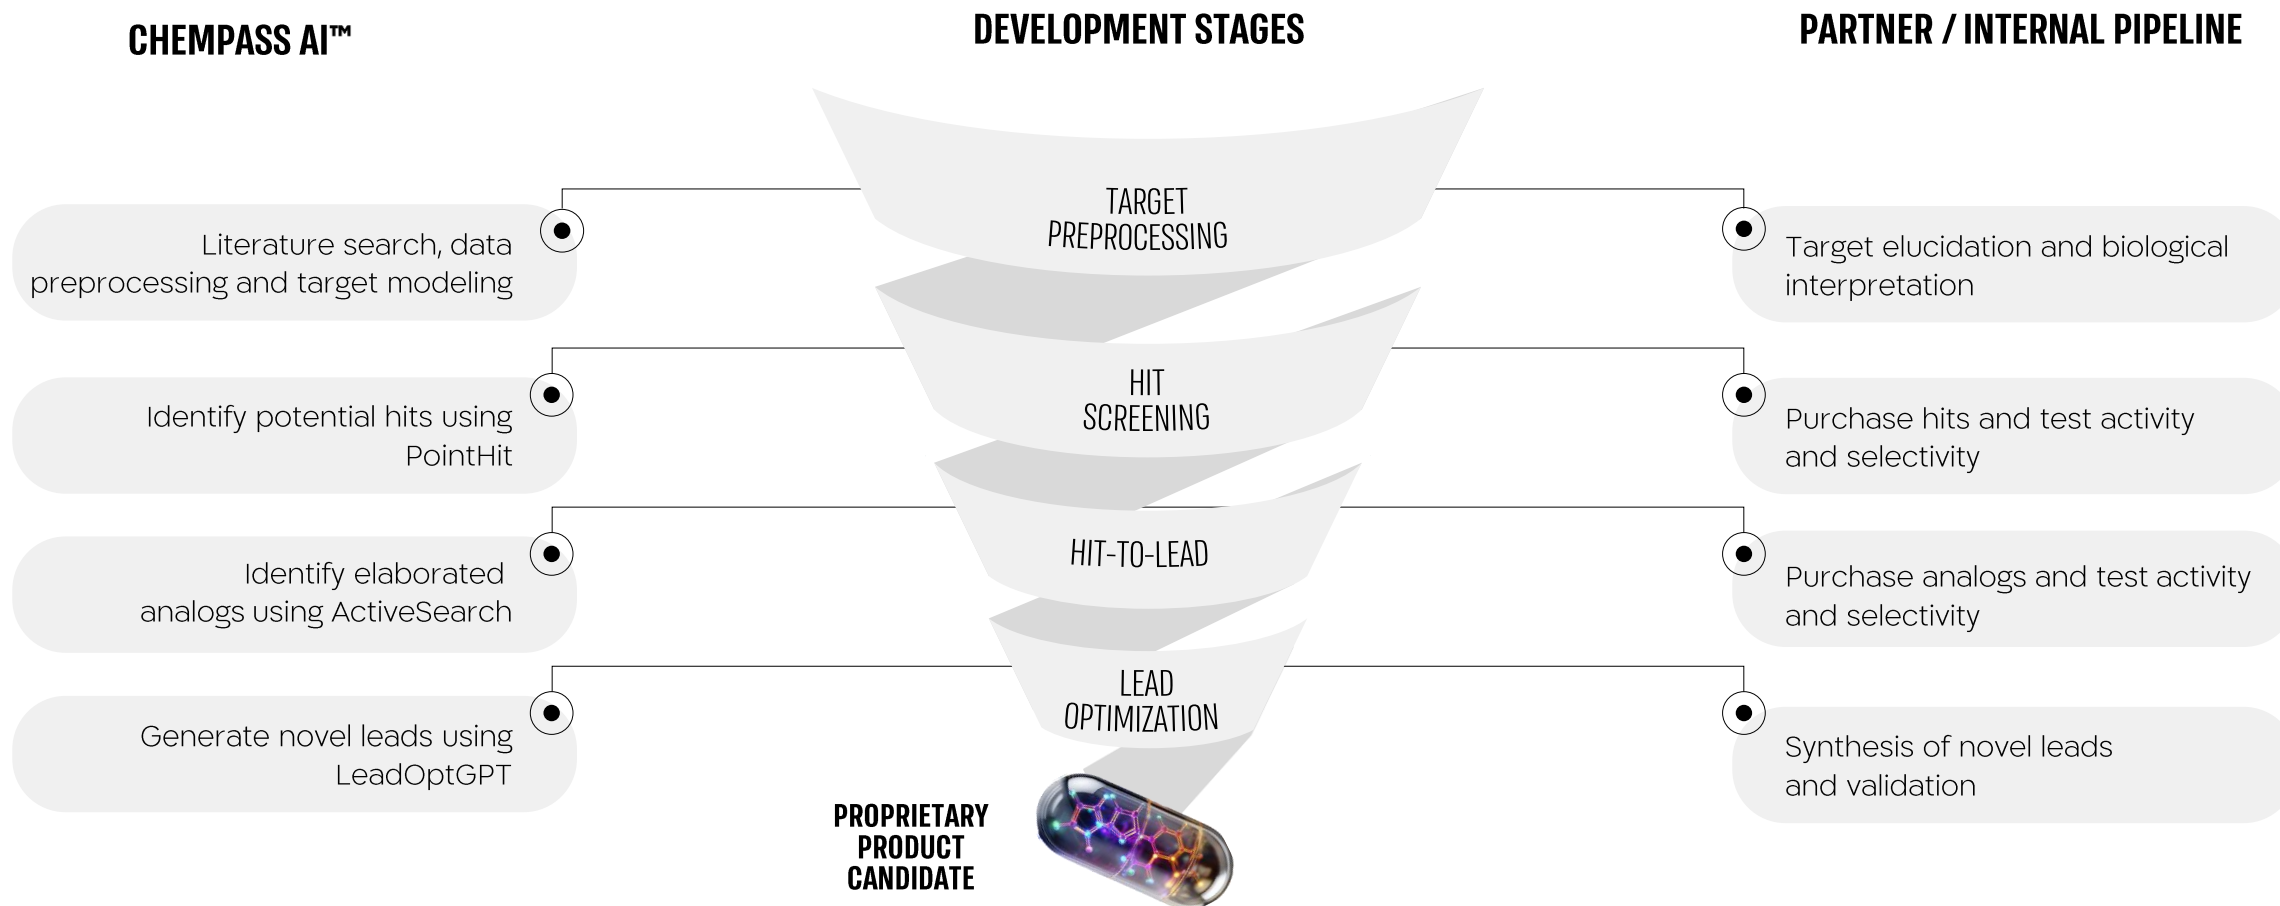 CHEMPASS AI™
DEVELOPMENT STAGES
PARTNER / INTERNAL PIPELINE
Literature search, data
preprocessing and target modeling
TARGET
PREPROCESSING
Target elucidation and biological
interpretation
Identify potential hits using
PointHit
HIT
SCREENING
Purchase hits and test activity
and selectivity
Identify elaborated
analogs using ActiveSearch
HIT-TO-LEAD
Purchase analogs and test activity
and selectivity
Generate novel leads using
LeadOptGPT
LEAD
OPTIMIZATION
Synthesis of novel leads
and validation
PROPRIETARY
PRODUCT
CANDIDATE